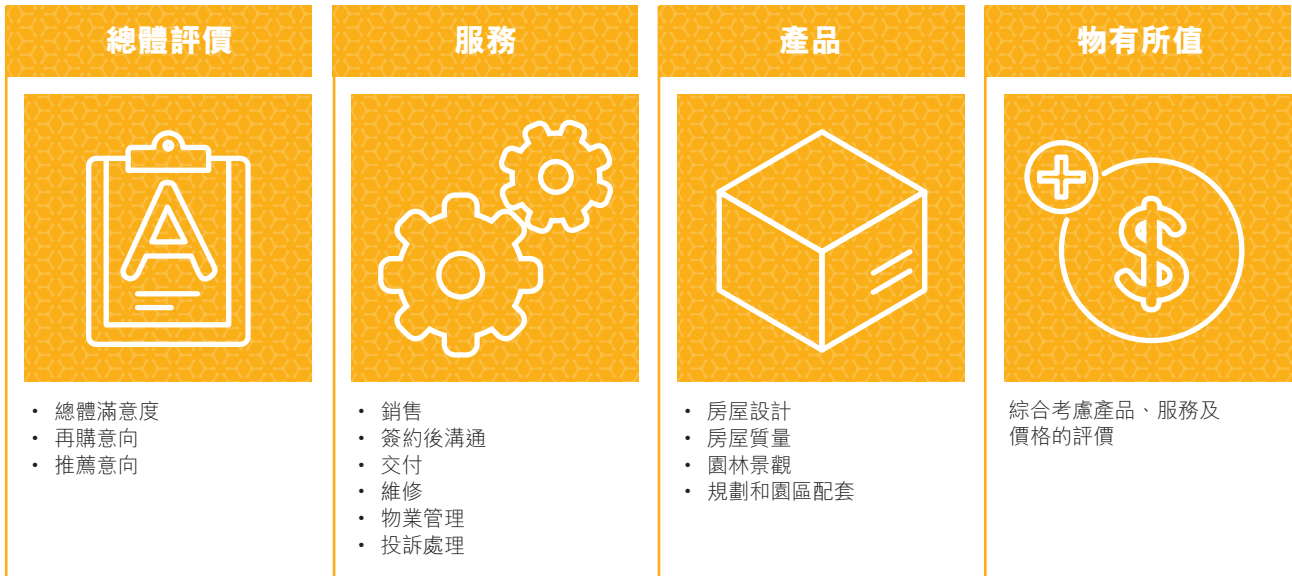 總體評價
• 總體滿意度
• 再購意向
• 推薦意向
服務
• 銷售
• 簽約後溝通
• 交付
• 維修
• 物業管理
• 投訴處理
產品
• 房屋設計
• 房屋質量
• 園林景觀
• 規劃和園區配套
物有所值
綜合考慮產品、服務及
價格的評價